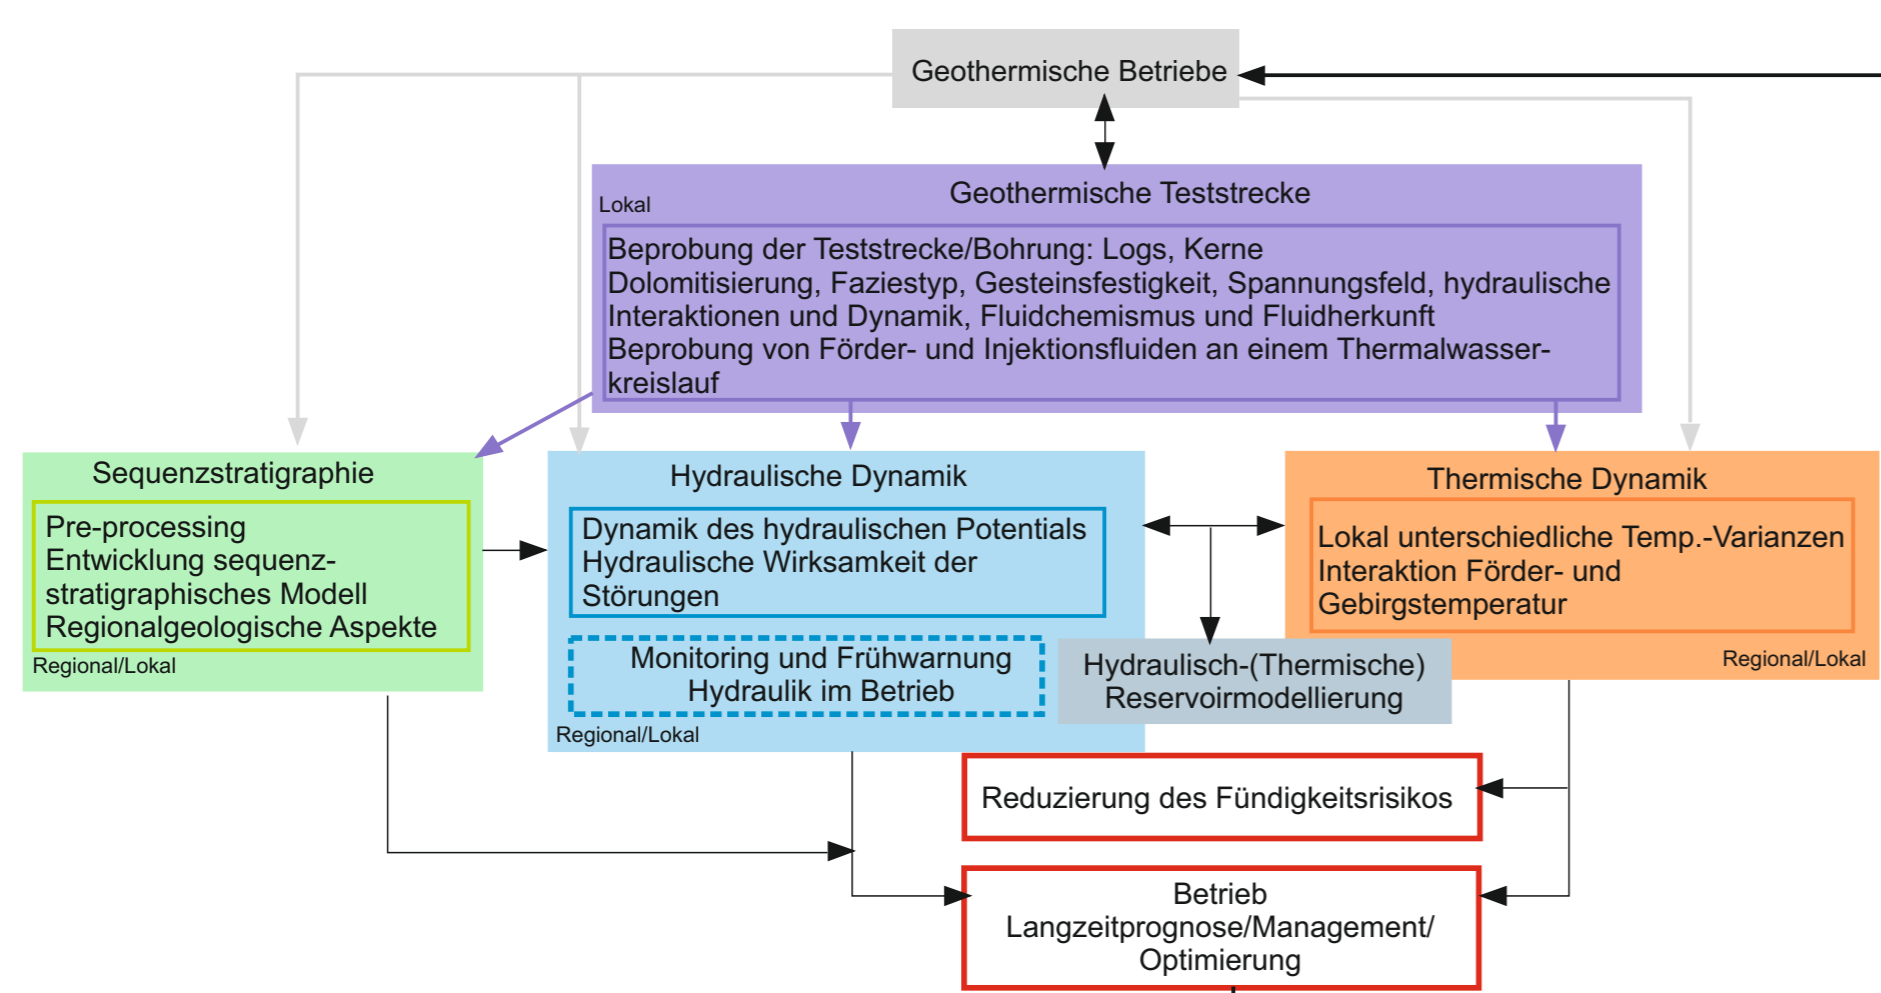 Geothermische Betriebe
Geothermische Teststrecke
Lokal
Beprobung der Teststrecke/Bohrung: Logs, Kerne
Dolomitisierung, Faziestyp, Gesteinsfestigkeit, Spannungsfeld, hydraulische
Interaktionen und Dynamik, Fluidchemismus und Fluidherkunft
Beprobung von Förder- und Injektionsfluiden an einem Thermalwasser-
kreislauf
Sequenzstratigraphie
Pre-processing
Entwicklung sequenz-
stratigraphisches Modell
Regionalgeologische Aspekte
Regional/Lokal
Hydraulische Dynamik
Dynamik des hydraulischen Potentials
Hydraulische Wirksamkeit der
Störungen
Monitoring und Frühwarnung
Hydraulik im Betrieb
Regional/Lokal
Thermische Dynamik
Lokal unterschiedliche Temp.-Varianzen
Interaktion Förder- und
Gebirgstemperatur
Regional/Lokal
Hydraulisch-(Thermische)
Reservoirmodellierung
Reduzierung des Fündigkeitsrisikos
Betrieb
Langzeitprognose/Management/
Optimierung